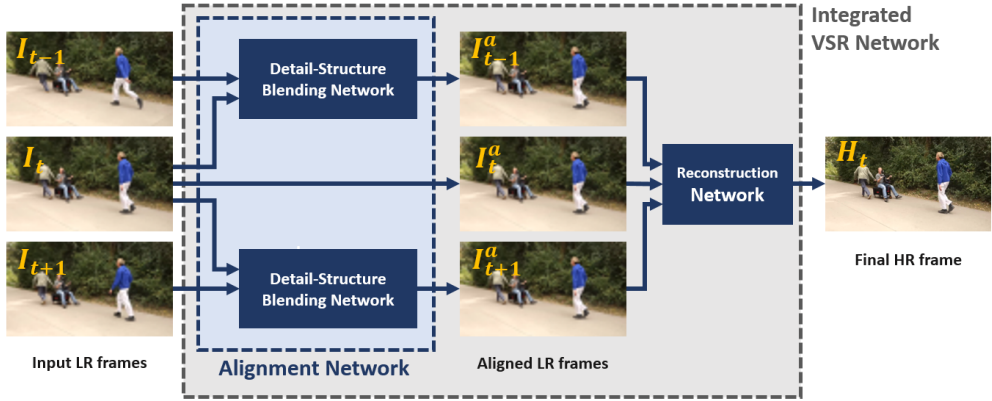 Integrated
VSR Network
I_{t-1}
Detail-Structure
Blending Network
I^a_{t-1}
I_t
I^a_t
Reconstruction
Network
H_t
I_{t+1}
Detail-Structure
Blending Network
I^a_{t+1}
Final HR frame
Input LR frames
Alignment Network
Aligned LR frames